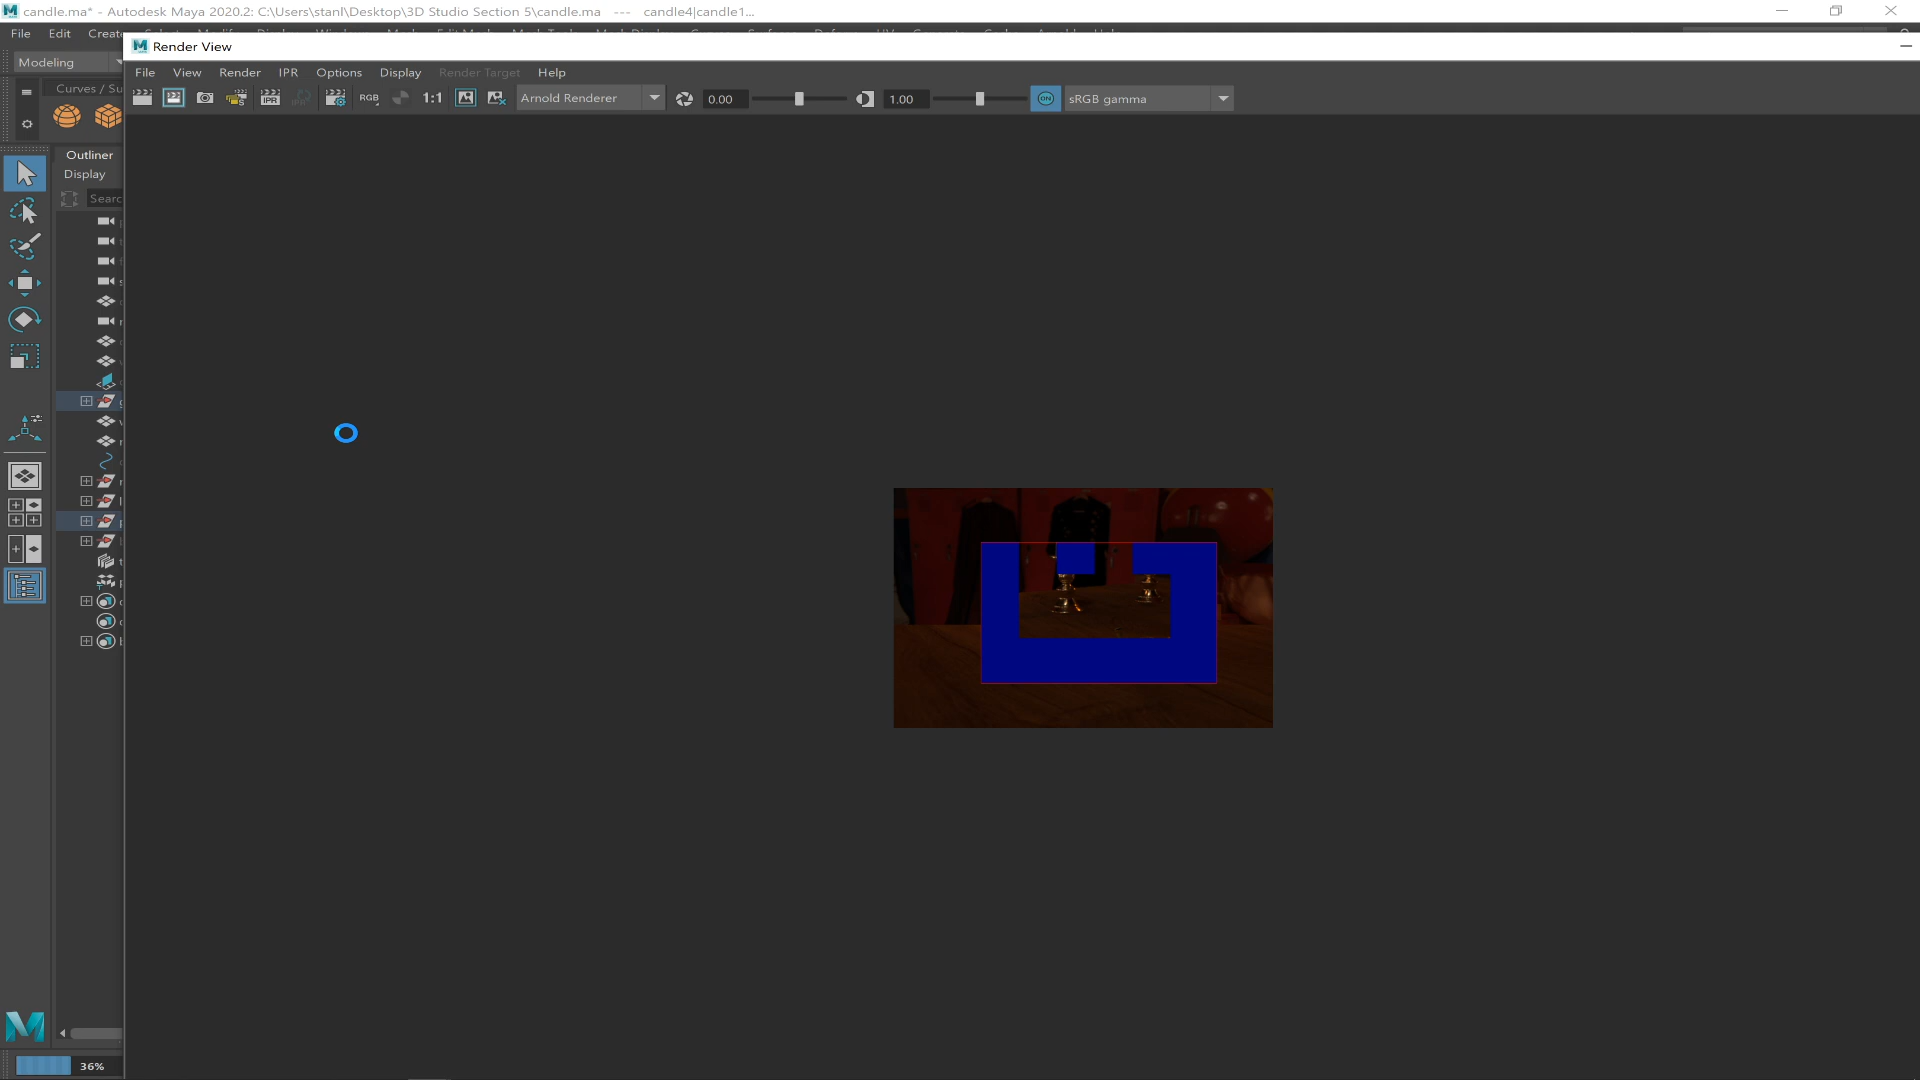 candle.ma* - Autodesk Maya 2020.2: C:\Users\stanl\Desktop\3D Studio Section 5\candle.ma --- candle4|candle1...
File Edit Create
Render View
Modeling
File View Render IPR Options Display Render Target Help
Curves / Su
IPR RGB 1:1 Arnold Renderer 0.00 1.00 ON sRGB gamma
Outliner
Display
Searc
36%